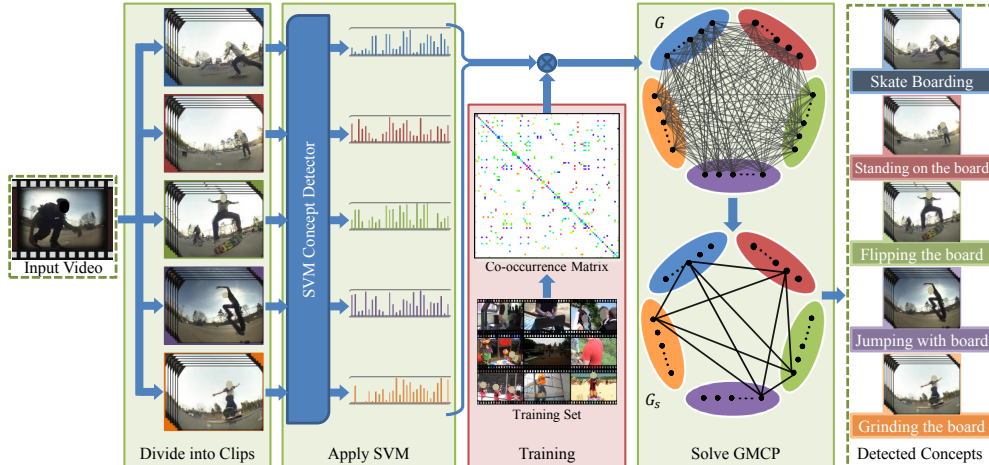 Input Video
Divide into Clips
SVM Concept Detector
Apply SVM
Co-occurrence Matrix
Training Set
Training
G
Gs
Solve GMCP
Skate Boarding
Standing on the board
Flipping the board
Jumping with board
Grinding the board
Detected Concepts